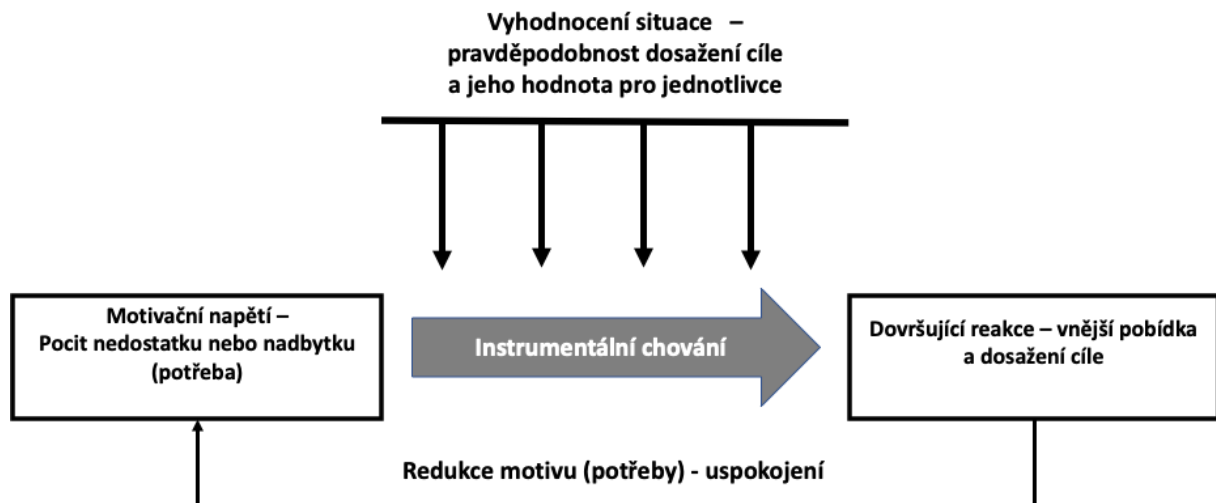 Vyhodnocení situace –
pravděpodobnost dosažení cíle
a jeho hodnota pro jednotlivce
Motivační napětí –
Pocit nedostatku nebo nadbytku
(potřeba)
Instrumentální chování
Dovršující reakce – vnější pobídka
a dosažení cíle
Redukce motivu (potřeby) - uspokojení